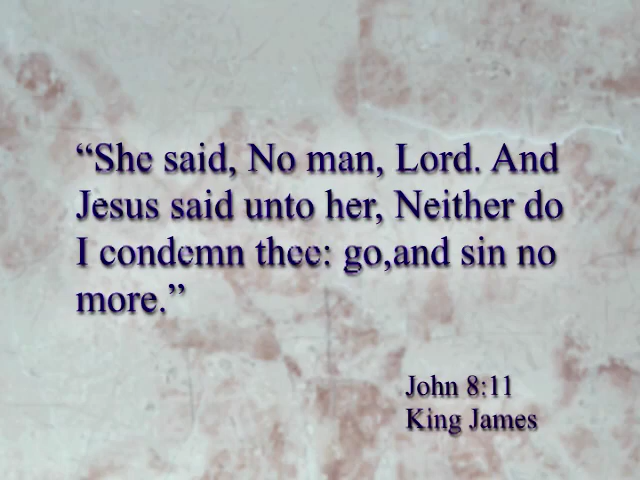 “She said, No man, Lord. And
Jesus said unto her, Neither do
I condemn thee: go,and sin no
more.”
John 8:11
King James